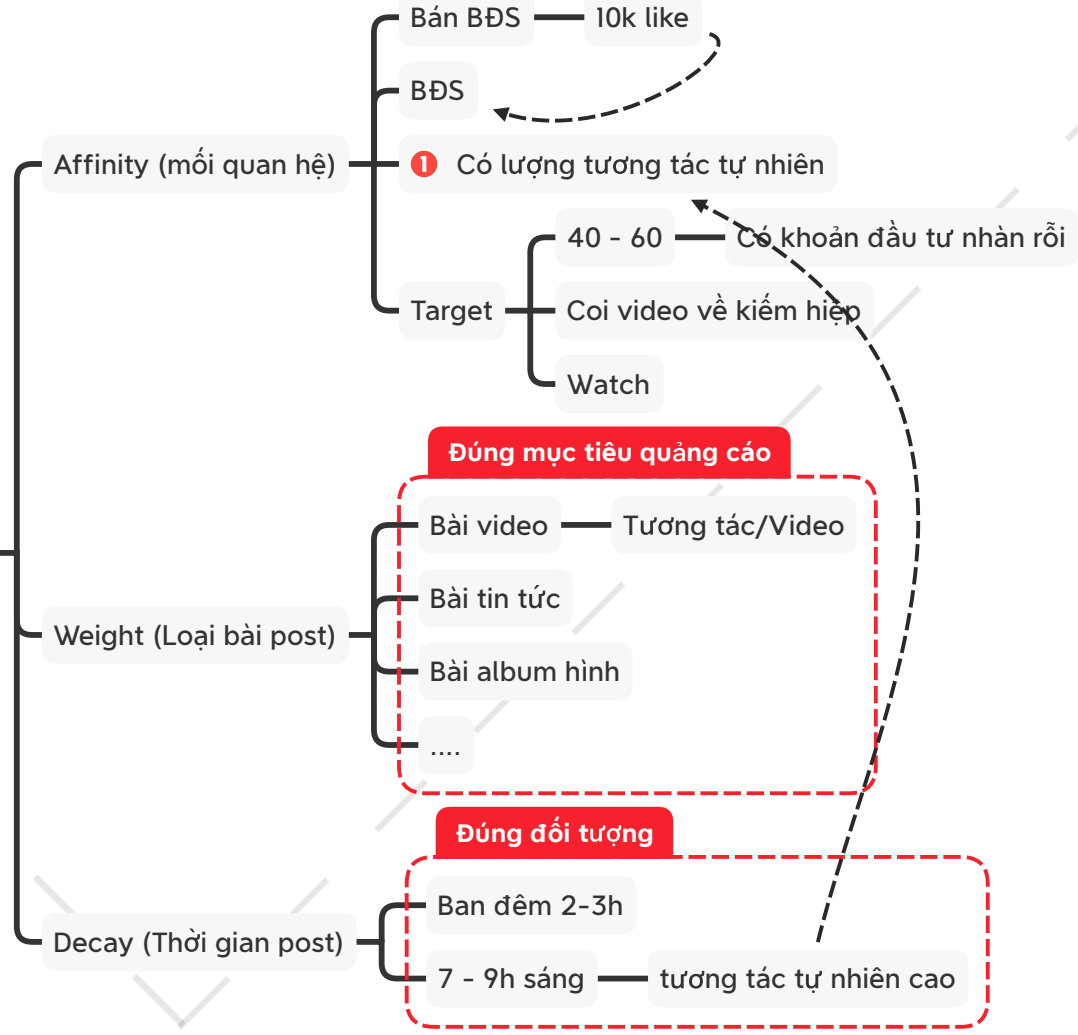 Bán BĐS
10k like
BĐS
Affinity (mối quan hệ)
1 Có lượng tương tác tự nhiên
40 - 60
Có khoản đầu tư nhàn rỗi
Target
Coi video về kiếm hiệp
Watch
Đúng mục tiêu quảng cáo
Bài video
Tương tác/Video
Bài tin tức
Weight (Loại bài post)
Bài album hình
....
Đúng đối tượng
Ban đêm 2-3h
Decay (Thời gian post)
7 - 9h sáng
tương tác tự nhiên cao